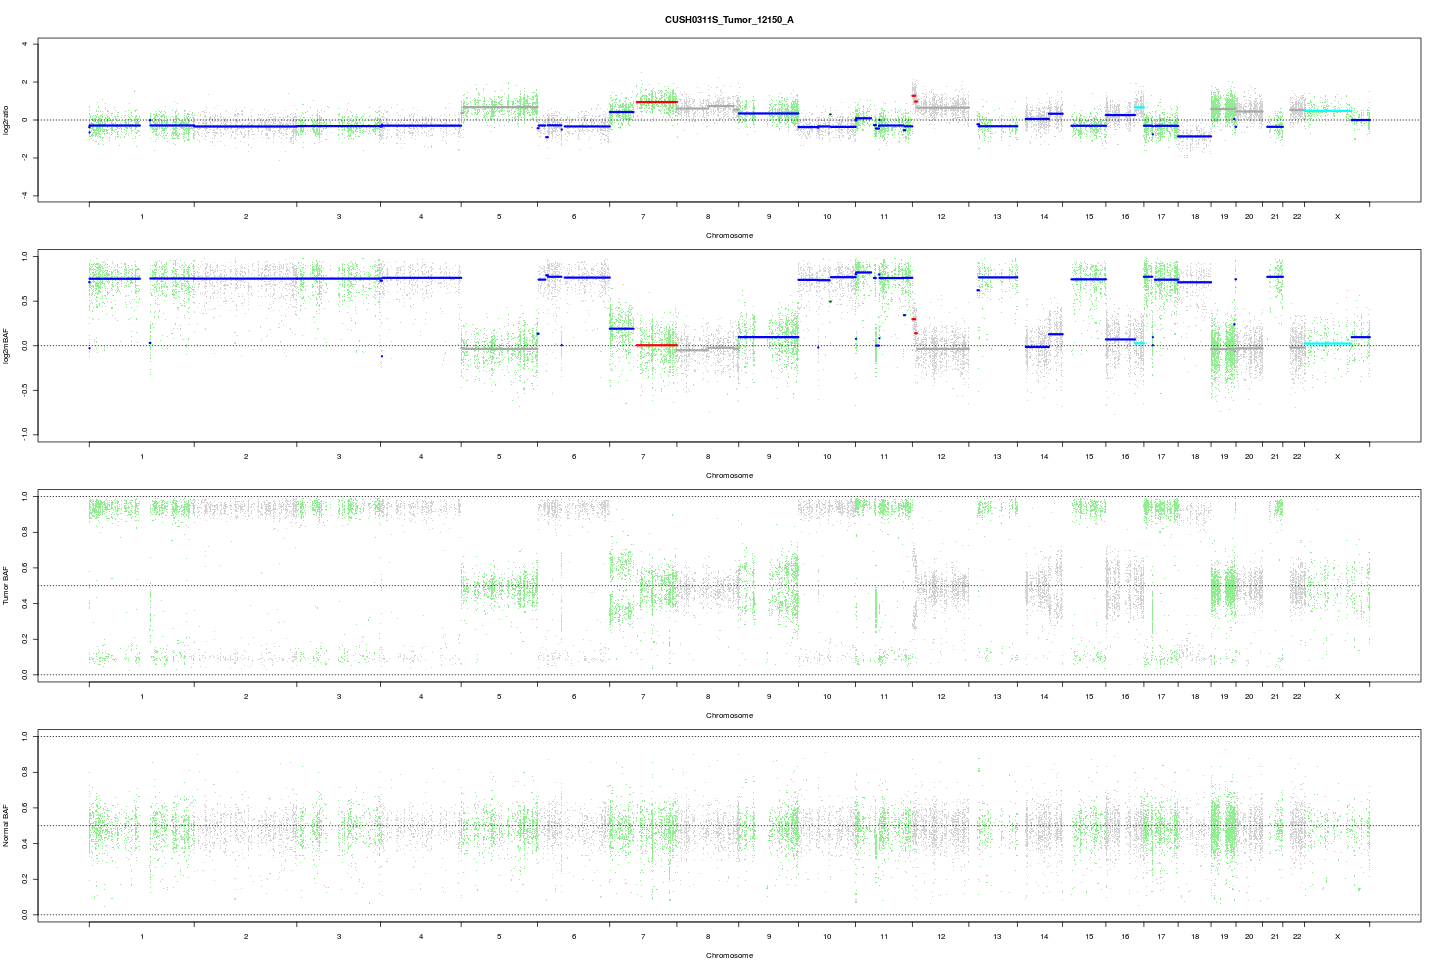 CUSH0311S_Tumor_12150_A
log2ratio
4
2
0
-2
-4
1 2 3 4 5 6 7 8 9 10 11 12 13 14 15 16 17 18 19 20 21 22 X
Chromosome
log2mBAF
1.0
0.5
0.0
-0.5
-1.0
1 2 3 4 5 6 7 8 9 10 11 12 13 14 15 16 17 18 19 20 21 22 X
Chromosome
Tumor BAF
1.0
0.8
0.6
0.4
0.2
0.0
1 2 3 4 5 6 7 8 9 10 11 12 13 14 15 16 17 18 19 20 21 22 X
Chromosome
Normal BAF
1.0
0.8
0.6
0.4
0.2
0.0
1 2 3 4 5 6 7 8 9 10 11 12 13 14 15 16 17 18 19 20 21 22 X
Chromosome